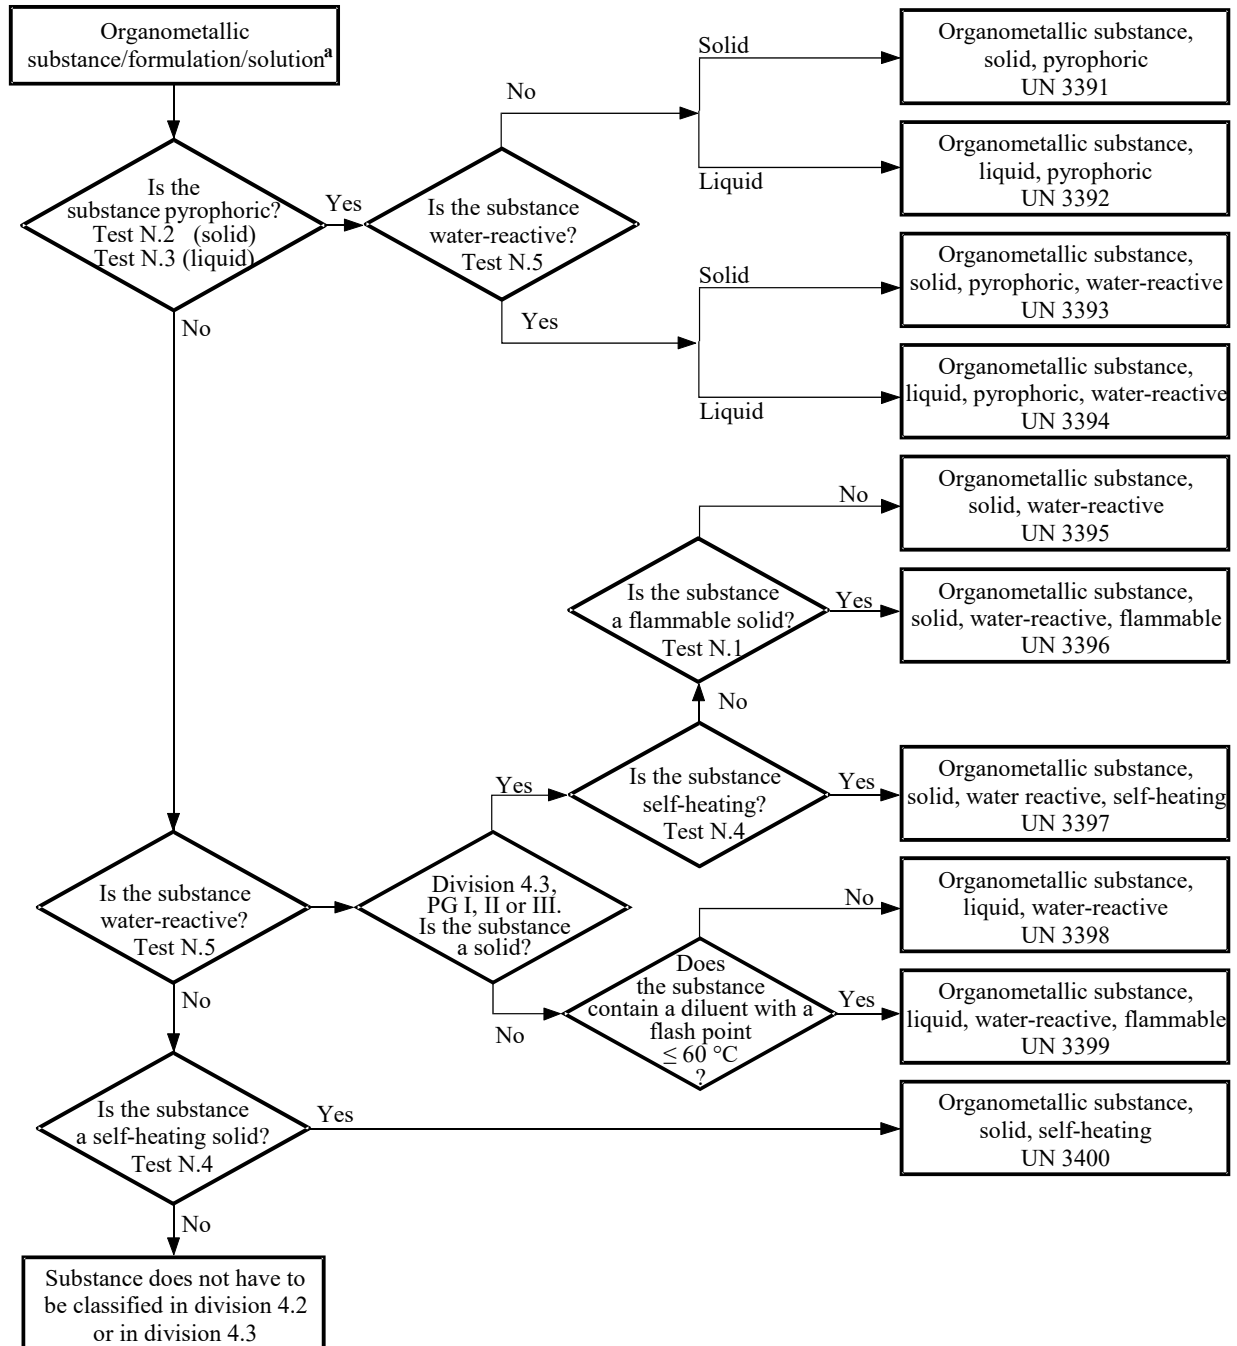 Organometallic
substance/formulation/solutionᵃ
Is the
substance pyrophoric?
Test N.2 (solid)
Test N.3 (liquid)
Yes
No
Is the substance
water-reactive?
Test N.5
No
Yes
Solid
Liquid
Organometallic substance,
solid, pyrophoric
UN 3391
Organometallic substance,
liquid, pyrophoric
UN 3392
Solid
Liquid
Organometallic substance,
solid, pyrophoric, water-reactive
UN 3393
Organometallic substance,
liquid, pyrophoric, water-reactive
UN 3394
No
Organometallic substance,
solid, water-reactive
UN 3395
Is the substance
a flammable solid?
Test N.1
Yes
Organometallic substance,
solid, water-reactive, flammable
UN 3396
No
Is the substance
self-heating?
Test N.4
Yes
Organometallic substance,
solid, water reactive, self-heating
UN 3397
Yes
Is the substance
water-reactive?
Test N.5
Division 4.3,
PG I, II or III.
Is the substance
a solid?
No
No
Does
the substance
contain a diluent with a
flash point
≤ 60 °C
?
No
Organometallic substance,
liquid, water-reactive
UN 3398
Yes
Organometallic substance,
liquid, water-reactive, flammable
UN 3399
Is the substance
a self-heating solid?
Test N.4
Yes
Organometallic substance,
solid, self-heating
UN 3400
No
Substance does not have to
be classified in division 4.2
or in division 4.3